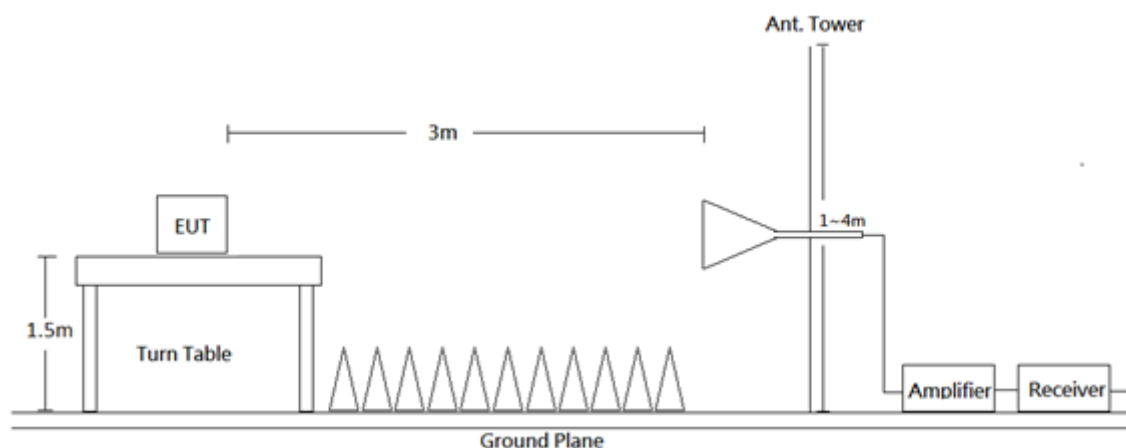 Ant. Tower
3m
EUT
1~4m
1.5m
Turn Table
Amplifier
Receiver
Ground Plane